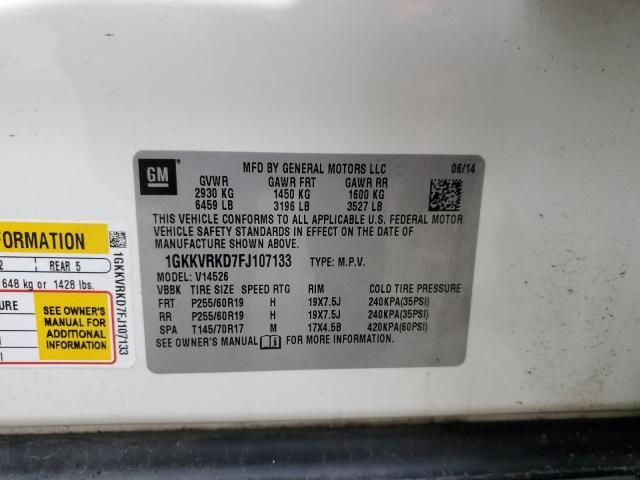 GM
MFD BY GENERAL MOTORS LLC 06/14
GVWR GAWR FRT GAWR RR
2930 KG 1450 KG 1600 KG
6459 LB 3196 LB 3527 LB
THIS VEHICLE CONFORMS TO ALL APPLICABLE U.S. FEDERAL MOTOR
VEHICLE SAFETY STANDARDS IN EFFECT ON THE DATE OF
MANUFACTURE SHOWN ABOVE.
1GKKVRKD7FJ107133 TYPE: M.P.V.
MODEL: V14526
VBBK TIRE SIZE SPEED RTG RIM COLD TIRE PRESSURE
FRT P255/60R19 H 19X7.5J 240KPA(35PSI)
RR P255/60R19 H 19X7.5J 240KPA(35PSI)
SPA T145/70R17 M 17X4.5B 420KPA(60PSI)
SEE OWNER'S MANUAL FOR MORE INFORMATION.
FORMATION
2 REAR 5
648 kg or 1428 lbs.
SEE OWNER'S
MANUAL FOR
ADDITIONAL
INFORMATION
1GKKVRKD7FJ107133